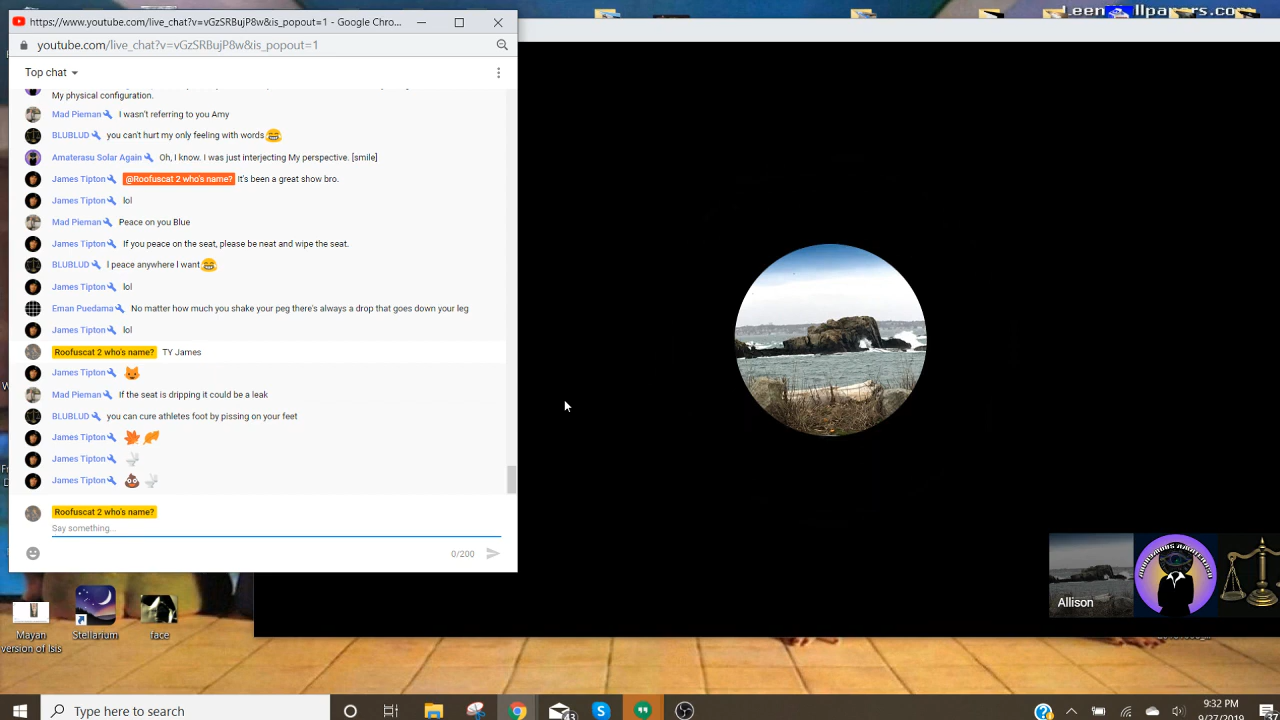 https://www.youtube.com/live_chat?v=vGzSRBujP8w&is_popout=1 - Google Chro...
youtube.com/live_chat?v=vGzSRBujP8w&is_popout=1
Top chat
My physical configuration.
Mad Pieman I wasn't referring to you Amy
BLUBLUD you can't hurt my only feeling with words
Amaterasu Solar Again Oh, I know. I was just interjecting My perspective. [smile]
James Tipton @Roofuscat 2 who's name? It's been a great show bro.
James Tipton lol
Mad Pieman Peace on you Blue
James Tipton If you peace on the seat, please be neat and wipe the seat.
BLUBLUD I peace anywhere I want
James Tipton lol
Eman Puedama No matter how much you shake your peg there's always a drop that goes down your leg
James Tipton lol
Roofuscat 2 who's name? TY James
James Tipton
Mad Pieman If the seat is dripping it could be a leak
BLUBLUD you can cure athletes foot by pissing on your feet
James Tipton
James Tipton
James Tipton
Roofuscat 2 who's name?
Say something...
0/200
Allison
Mayan version of Isis
Stellarium
face
Type here to search
43
9:32 PM
9/27/2019